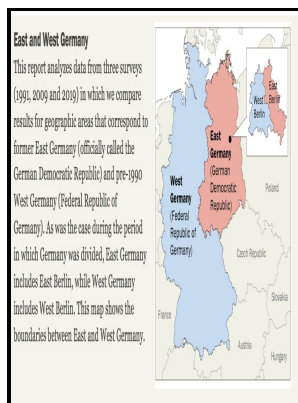 East and West Germany
This report analyzes data from three surveys
(1991, 2009 and 2019) in which we compare
results for geographic areas that correspond to
former East Germany (officially called the
German Democratic Republic) and pre-1990
West Germany (Federal Republic of
Germany). As was the case during the period
in which Germany was divided, East Germany
includes East Berlin, while West Germany
includes West Berlin. This map shows the
boundaries between East and West Germany.
East
Berlin
West
Berlin
East
Germany
(German
Democratic
Republic)
West
Germany
(Federal
Republic of
Germany)
Poland
Czech Republic
Slovakia
France
Austria
Hungary